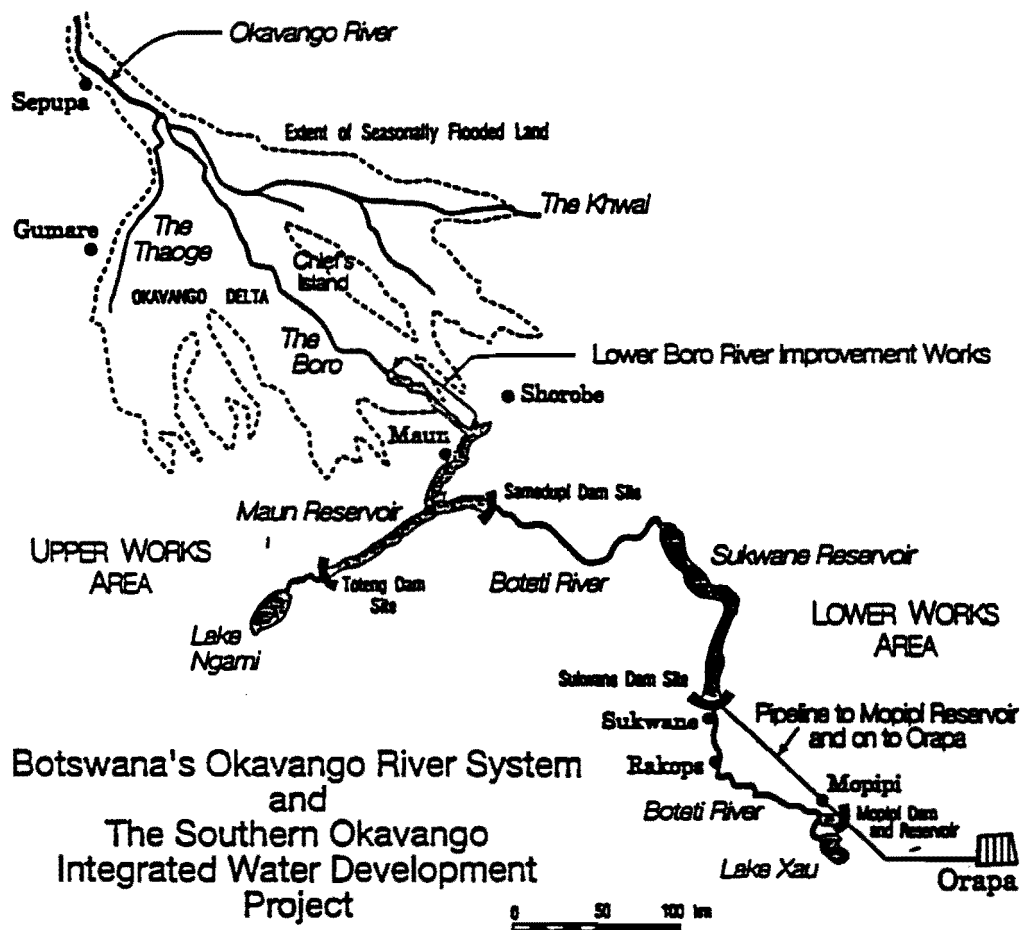 Okavango River
Sepupa
Extent of Seasonally Flooded Land
The Khwai
Gumare
The
Thaoge
Chief's
Island
OKAVANGO DELTA
The
Boro
Lower Boro River Improvement Works
Shorobe
Maun
Samedupi Dam Site
Maun Reservoir
UPPER WORKS
AREA
Sukwane Reservoir
Boteti River
Toteng Dam
Site
LOWER WORKS
AREA
Lake
Ngami
Sukwane Dam Site
Sukwane
Pipeline to Mopipi Reservoir
and on to Orapa
Rakops
Mopipi
Boteti River
Mopipi Dam
and Reservoir
Lake Xau
Orapa
Botswana's Okavango River System
and
The Southern Okavango
Integrated Water Development
Project
0 50 100 km